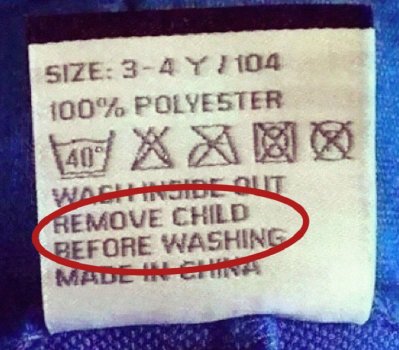 SIZE: 3-4 Y / 104
100% POLYESTER
40°
WASH INSIDE OUT
REMOVE CHILD
BEFORE WASHING
MADE IN CHINA